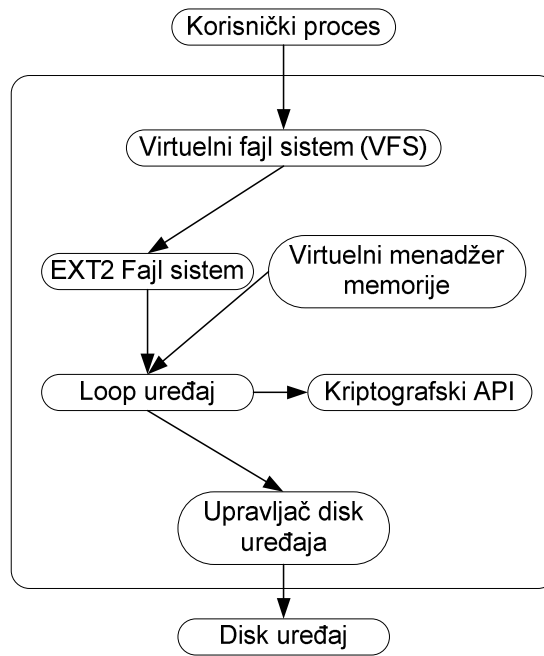 Korisnički proces
Virtuelni fajl sistem (VFS)
EXT2 Fajl sistem
Virtuelni menadžer
memorije
Loop uređaj
Kriptografski API
Upravljač disk
uređaja
Disk uređaj